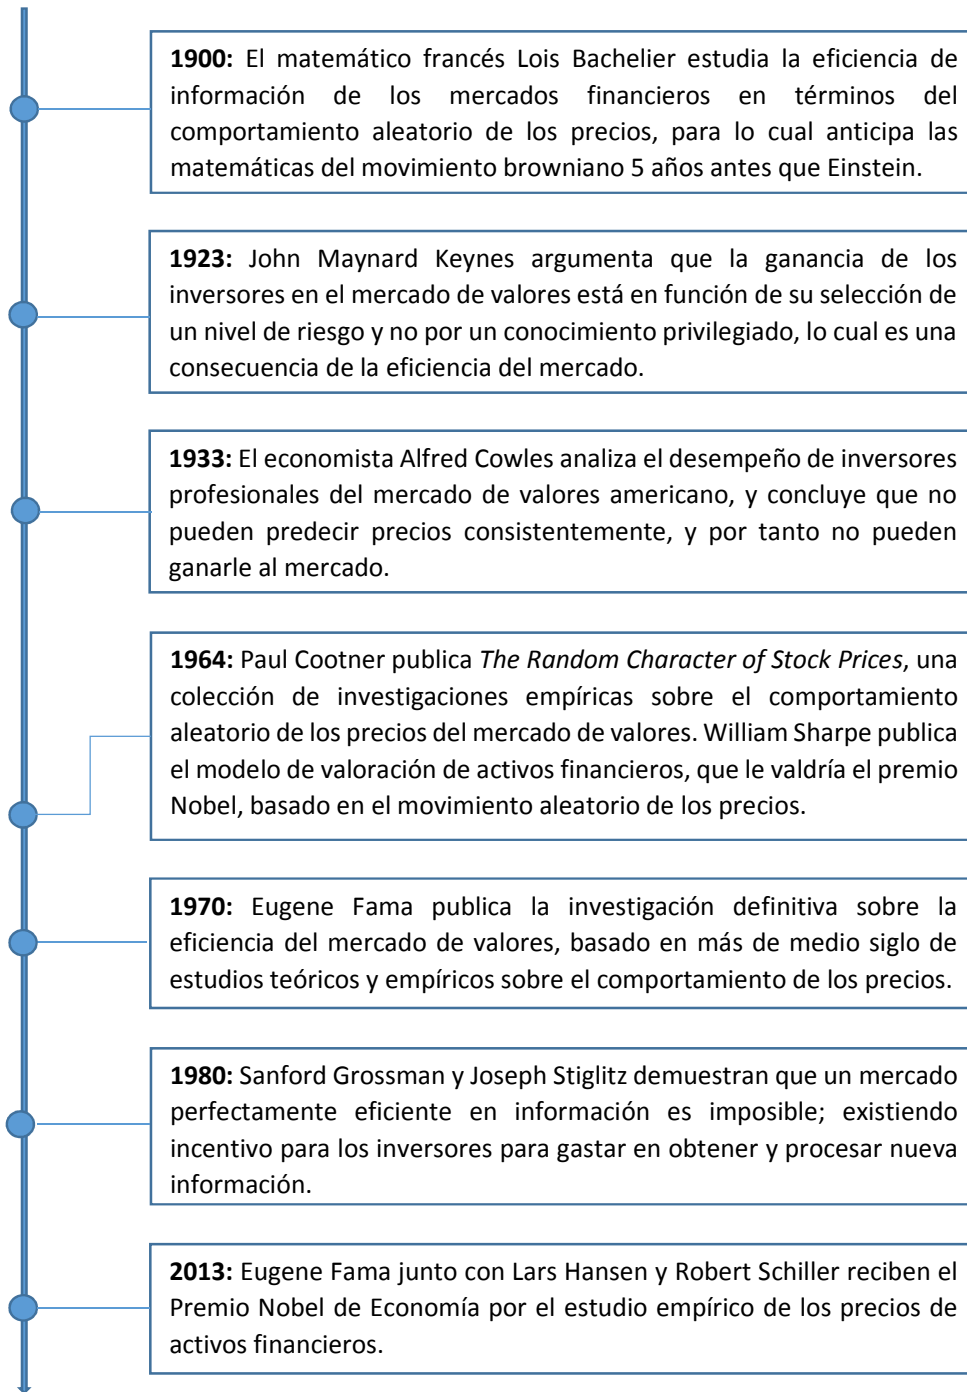 1900: El matemático francés Lois Bachelier estudia la eficiencia de
información de los mercados financieros en términos del
comportamiento aleatorio de los precios, para lo cual anticipa las
matemáticas del movimiento browniano 5 años antes que Einstein.
1923: John Maynard Keynes argumenta que la ganancia de los
inversores en el mercado de valores está en función de su selección de
un nivel de riesgo y no por un conocimiento privilegiado, lo cual es una
consecuencia de la eficiencia del mercado.
1933: El economista Alfred Cowles analiza el desempeño de inversores
profesionales del mercado de valores americano, y concluye que no
pueden predecir precios consistentemente, y por tanto no pueden
ganarle al mercado.
1964: Paul Cootner publica The Random Character of Stock Prices, una
colección de investigaciones empíricas sobre el comportamiento
aleatorio de los precios del mercado de valores. William Sharpe publica
el modelo de valoración de activos financieros, que le valdría el premio
Nobel, basado en el movimiento aleatorio de los precios.
1970: Eugene Fama publica la investigación definitiva sobre la
eficiencia del mercado de valores, basado en más de medio siglo de
estudios teóricos y empíricos sobre el comportamiento de los precios.
1980: Sanford Grossman y Joseph Stiglitz demuestran que un mercado
perfectamente eficiente en información es imposible; existiendo
incentivo para los inversores para gastar en obtener y procesar nueva
información.
2013: Eugene Fama junto con Lars Hansen y Robert Schiller reciben el
Premio Nobel de Economía por el estudio empírico de los precios de
activos financieros.